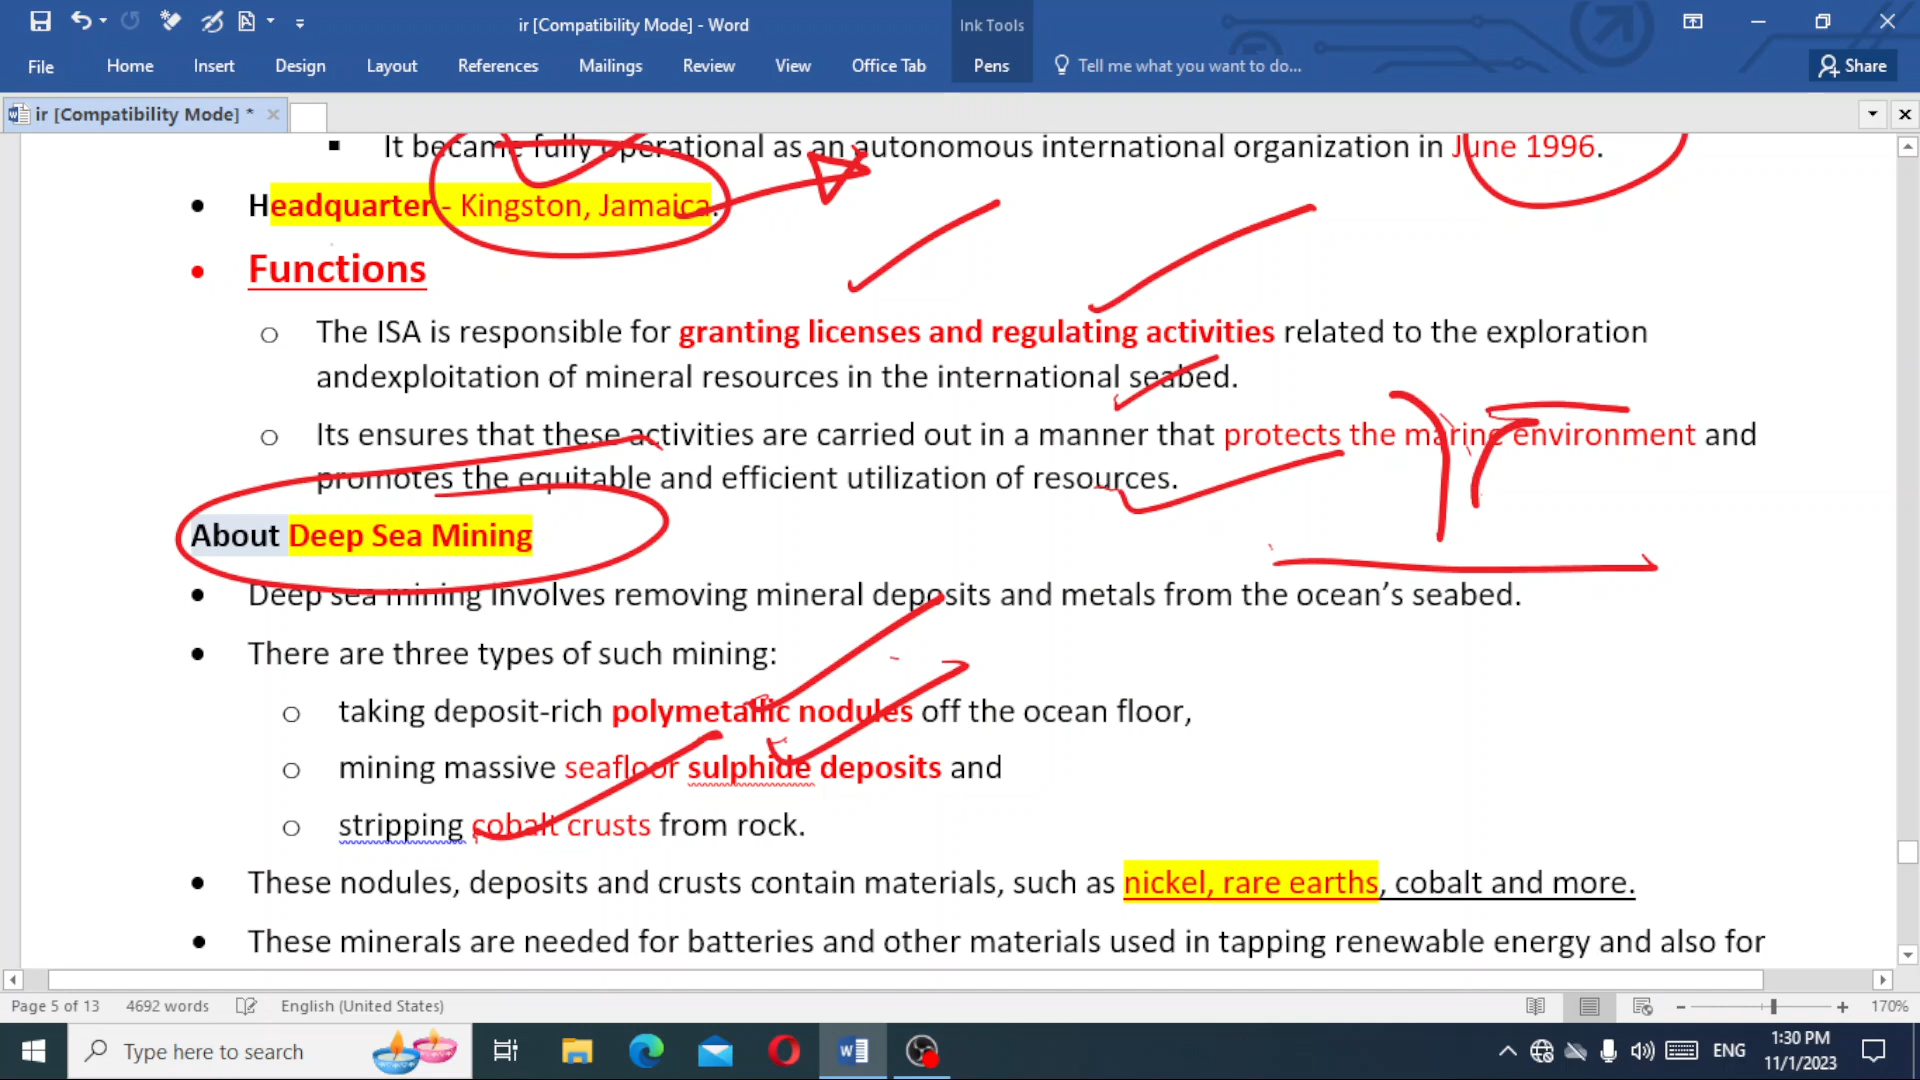 ir [Compatibility Mode] - Word
Ink Tools
File
Home
Insert
Design
Layout
References
Mailings
Review
View
Office Tab
Pens
Tell me what you want to do...
Share
ir [Compatibility Mode] *
▪ It became fully operational as an autonomous international organization in June 1996.
• Headquarter - Kingston, Jamaica.
• Functions
o The ISA is responsible for granting licenses and regulating activities related to the exploration
andexploitation of mineral resources in the international seabed.
o Its ensures that these activities are carried out in a manner that protects the marine environment and
promotes the equitable and efficient utilization of resources.
About Deep Sea Mining
• Deep sea mining involves removing mineral deposits and metals from the ocean’s seabed.
• There are three types of such mining:
o taking deposit-rich polymetallic nodules off the ocean floor,
o mining massive seafloor sulphide deposits and
o stripping cobalt crusts from rock.
• These nodules, deposits and crusts contain materials, such as nickel, rare earths, cobalt and more.
• These minerals are needed for batteries and other materials used in tapping renewable energy and also for
Page 5 of 13
4692 words
English (United States)
170%
Type here to search
ENG
1:30 PM
11/1/2023